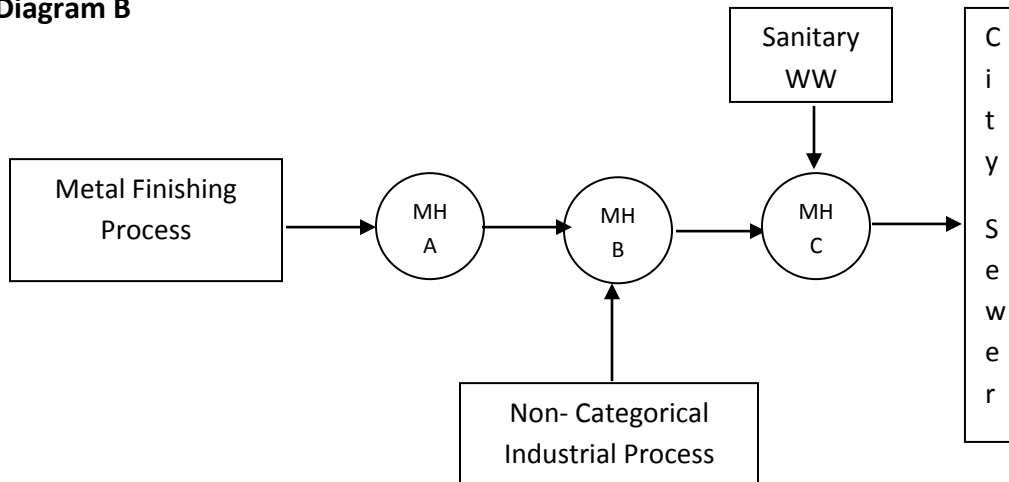 Diagram B
Sanitary
WW
Metal Finishing
Process
MH
A
MH
B
MH
C
Non- Categorical
Industrial Process
C
i
t
y
S
e
w
e
r